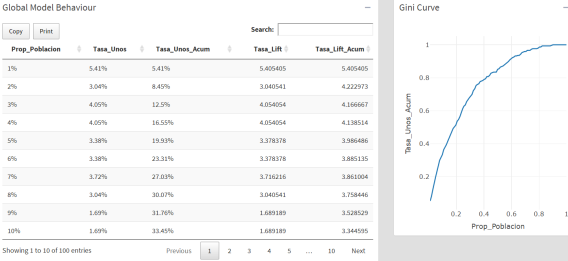 Global Model Behaviour
Copy Print Search:
Prop_Poblacion Tasa_Unos Tasa_Unos_Acum Tasa_Lift Tasa_Lift_Acum
1% 5.41% 5.41% 5.405405 5.405405
2% 3.04% 8.45% 3.040541 4.222973
3% 4.05% 12.5% 4.054054 4.166667
4% 4.05% 16.55% 4.054054 4.138514
5% 3.38% 19.93% 3.378378 3.986486
6% 3.38% 23.31% 3.378378 3.885135
7% 3.72% 27.03% 3.716216 3.861004
8% 3.04% 30.07% 3.040541 3.758446
9% 1.69% 31.76% 1.689189 3.528529
10% 1.69% 33.45% 1.689189 3.344595
Showing 1 to 10 of 100 entries Previous 1 2 3 4 5 ... 10 Next
Gini Curve
Tasa_Unos_Acum
1
0.8
0.6
0.4
0.2
0.2 0.4 0.6 0.8 1
Prop_Poblacion